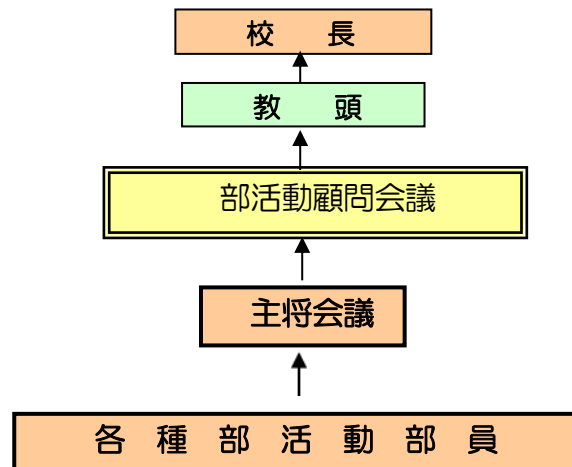 校　長
教　頭
部活動顧問会議
主将会議
各 種 部 活 動 部 員